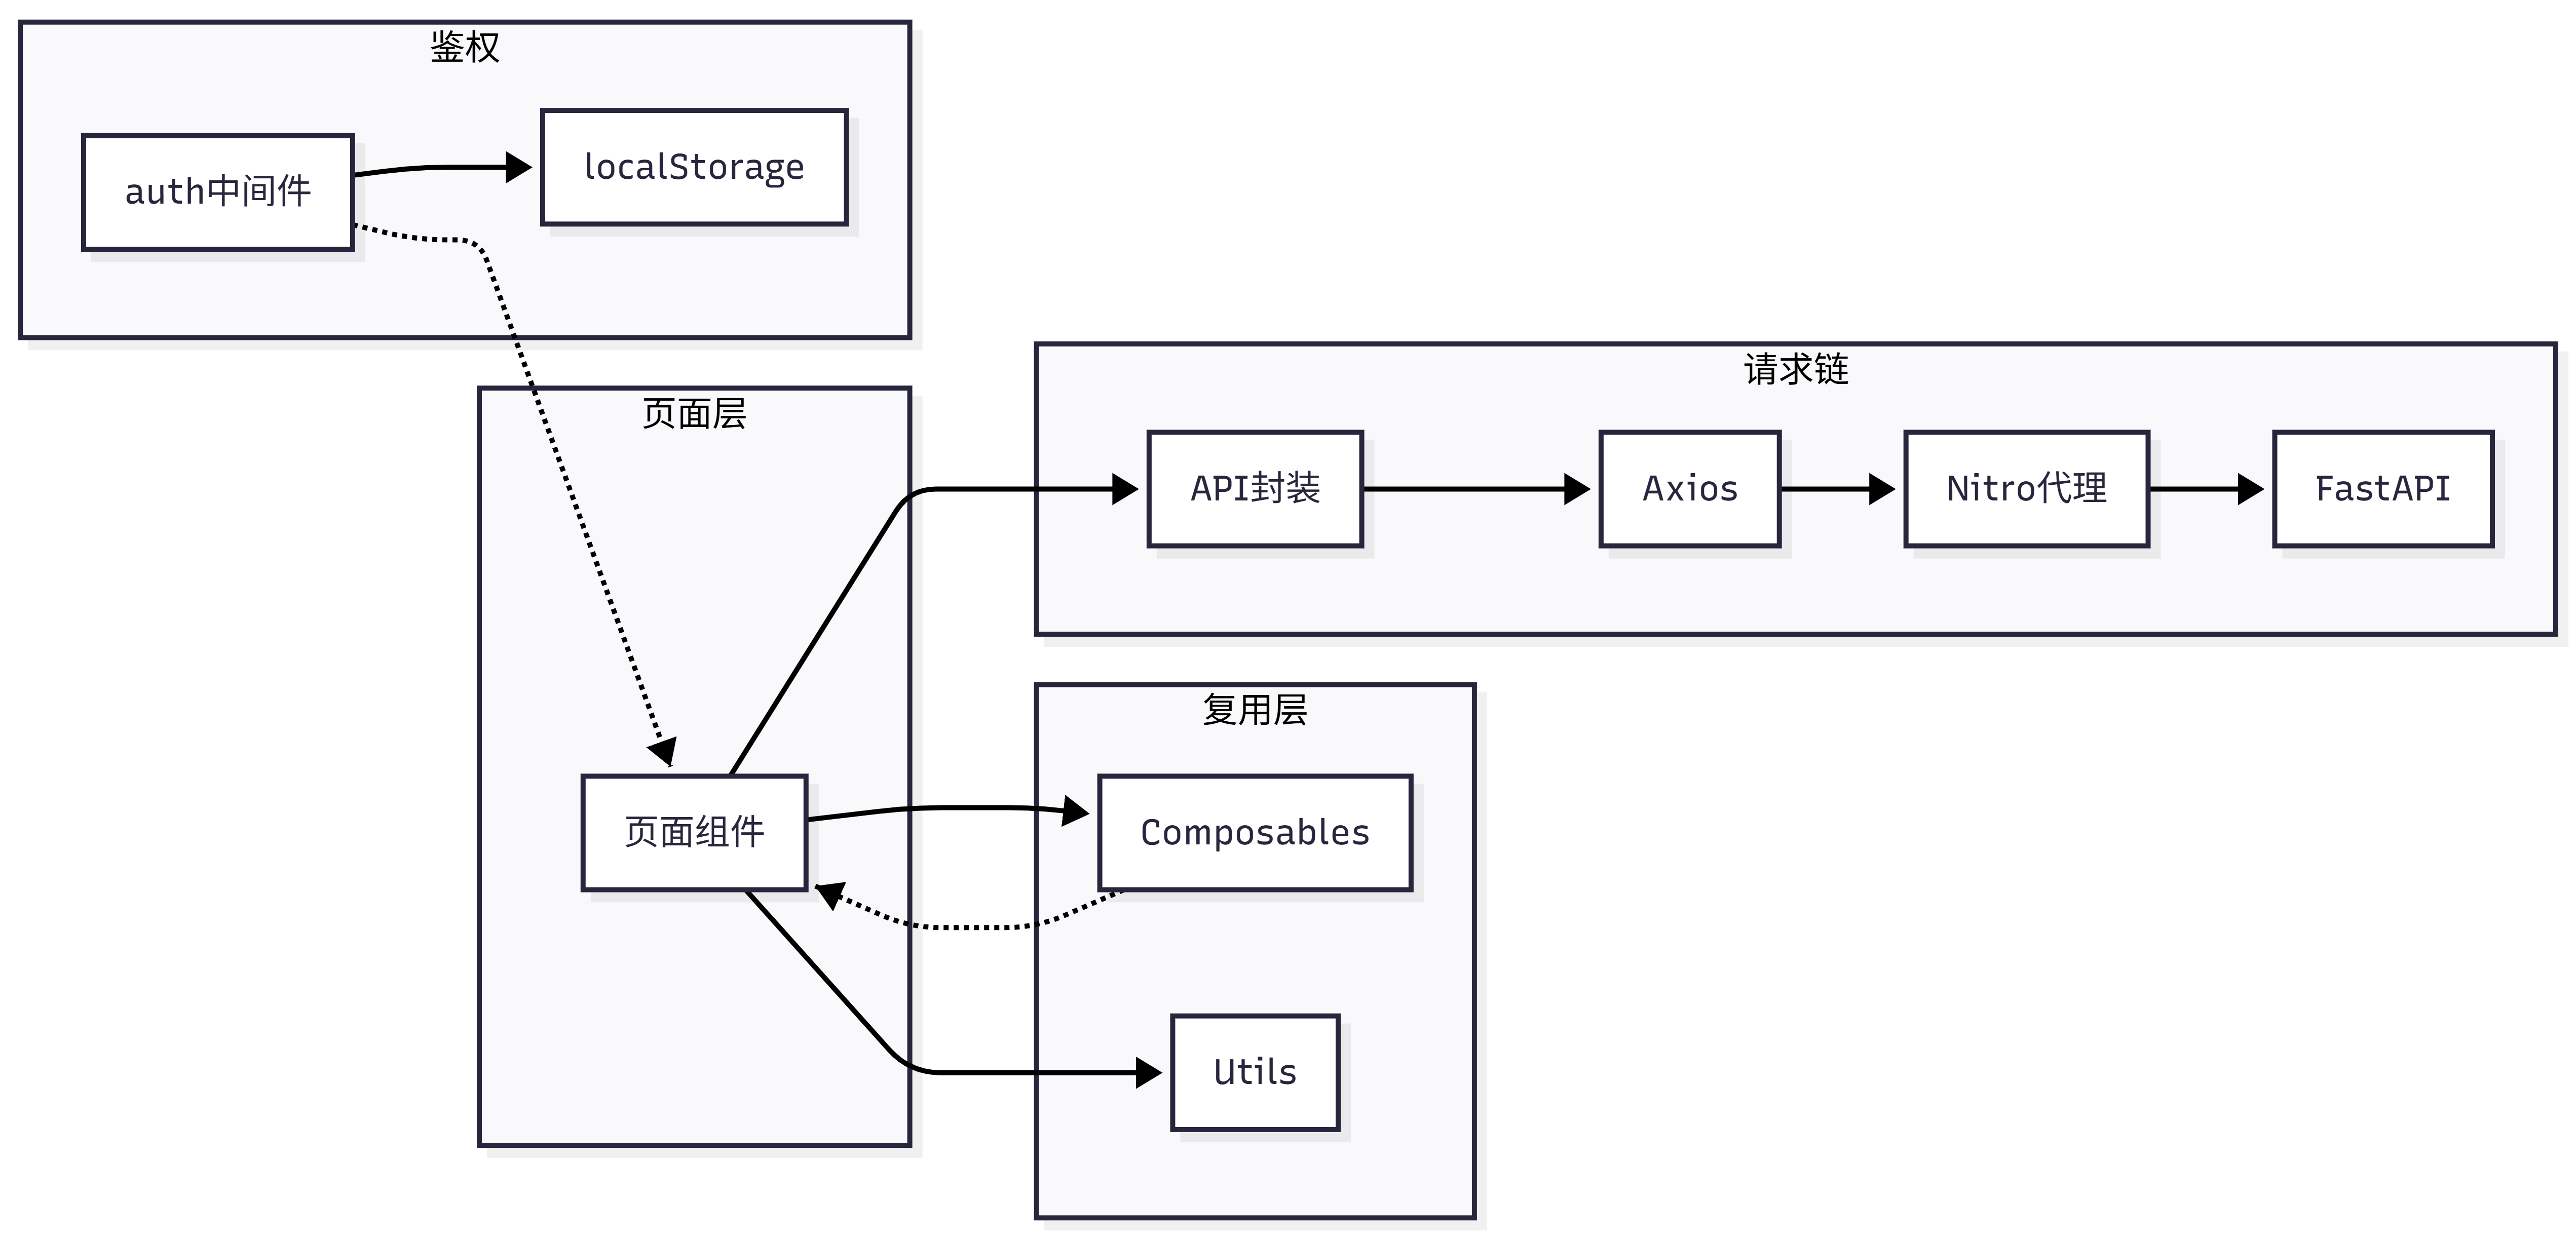 鉴权
auth中间件
localStorage
页面层
页面组件
请求链
API封装
Axios
Nitro代理
FastAPI
复用层
Composables
Utils